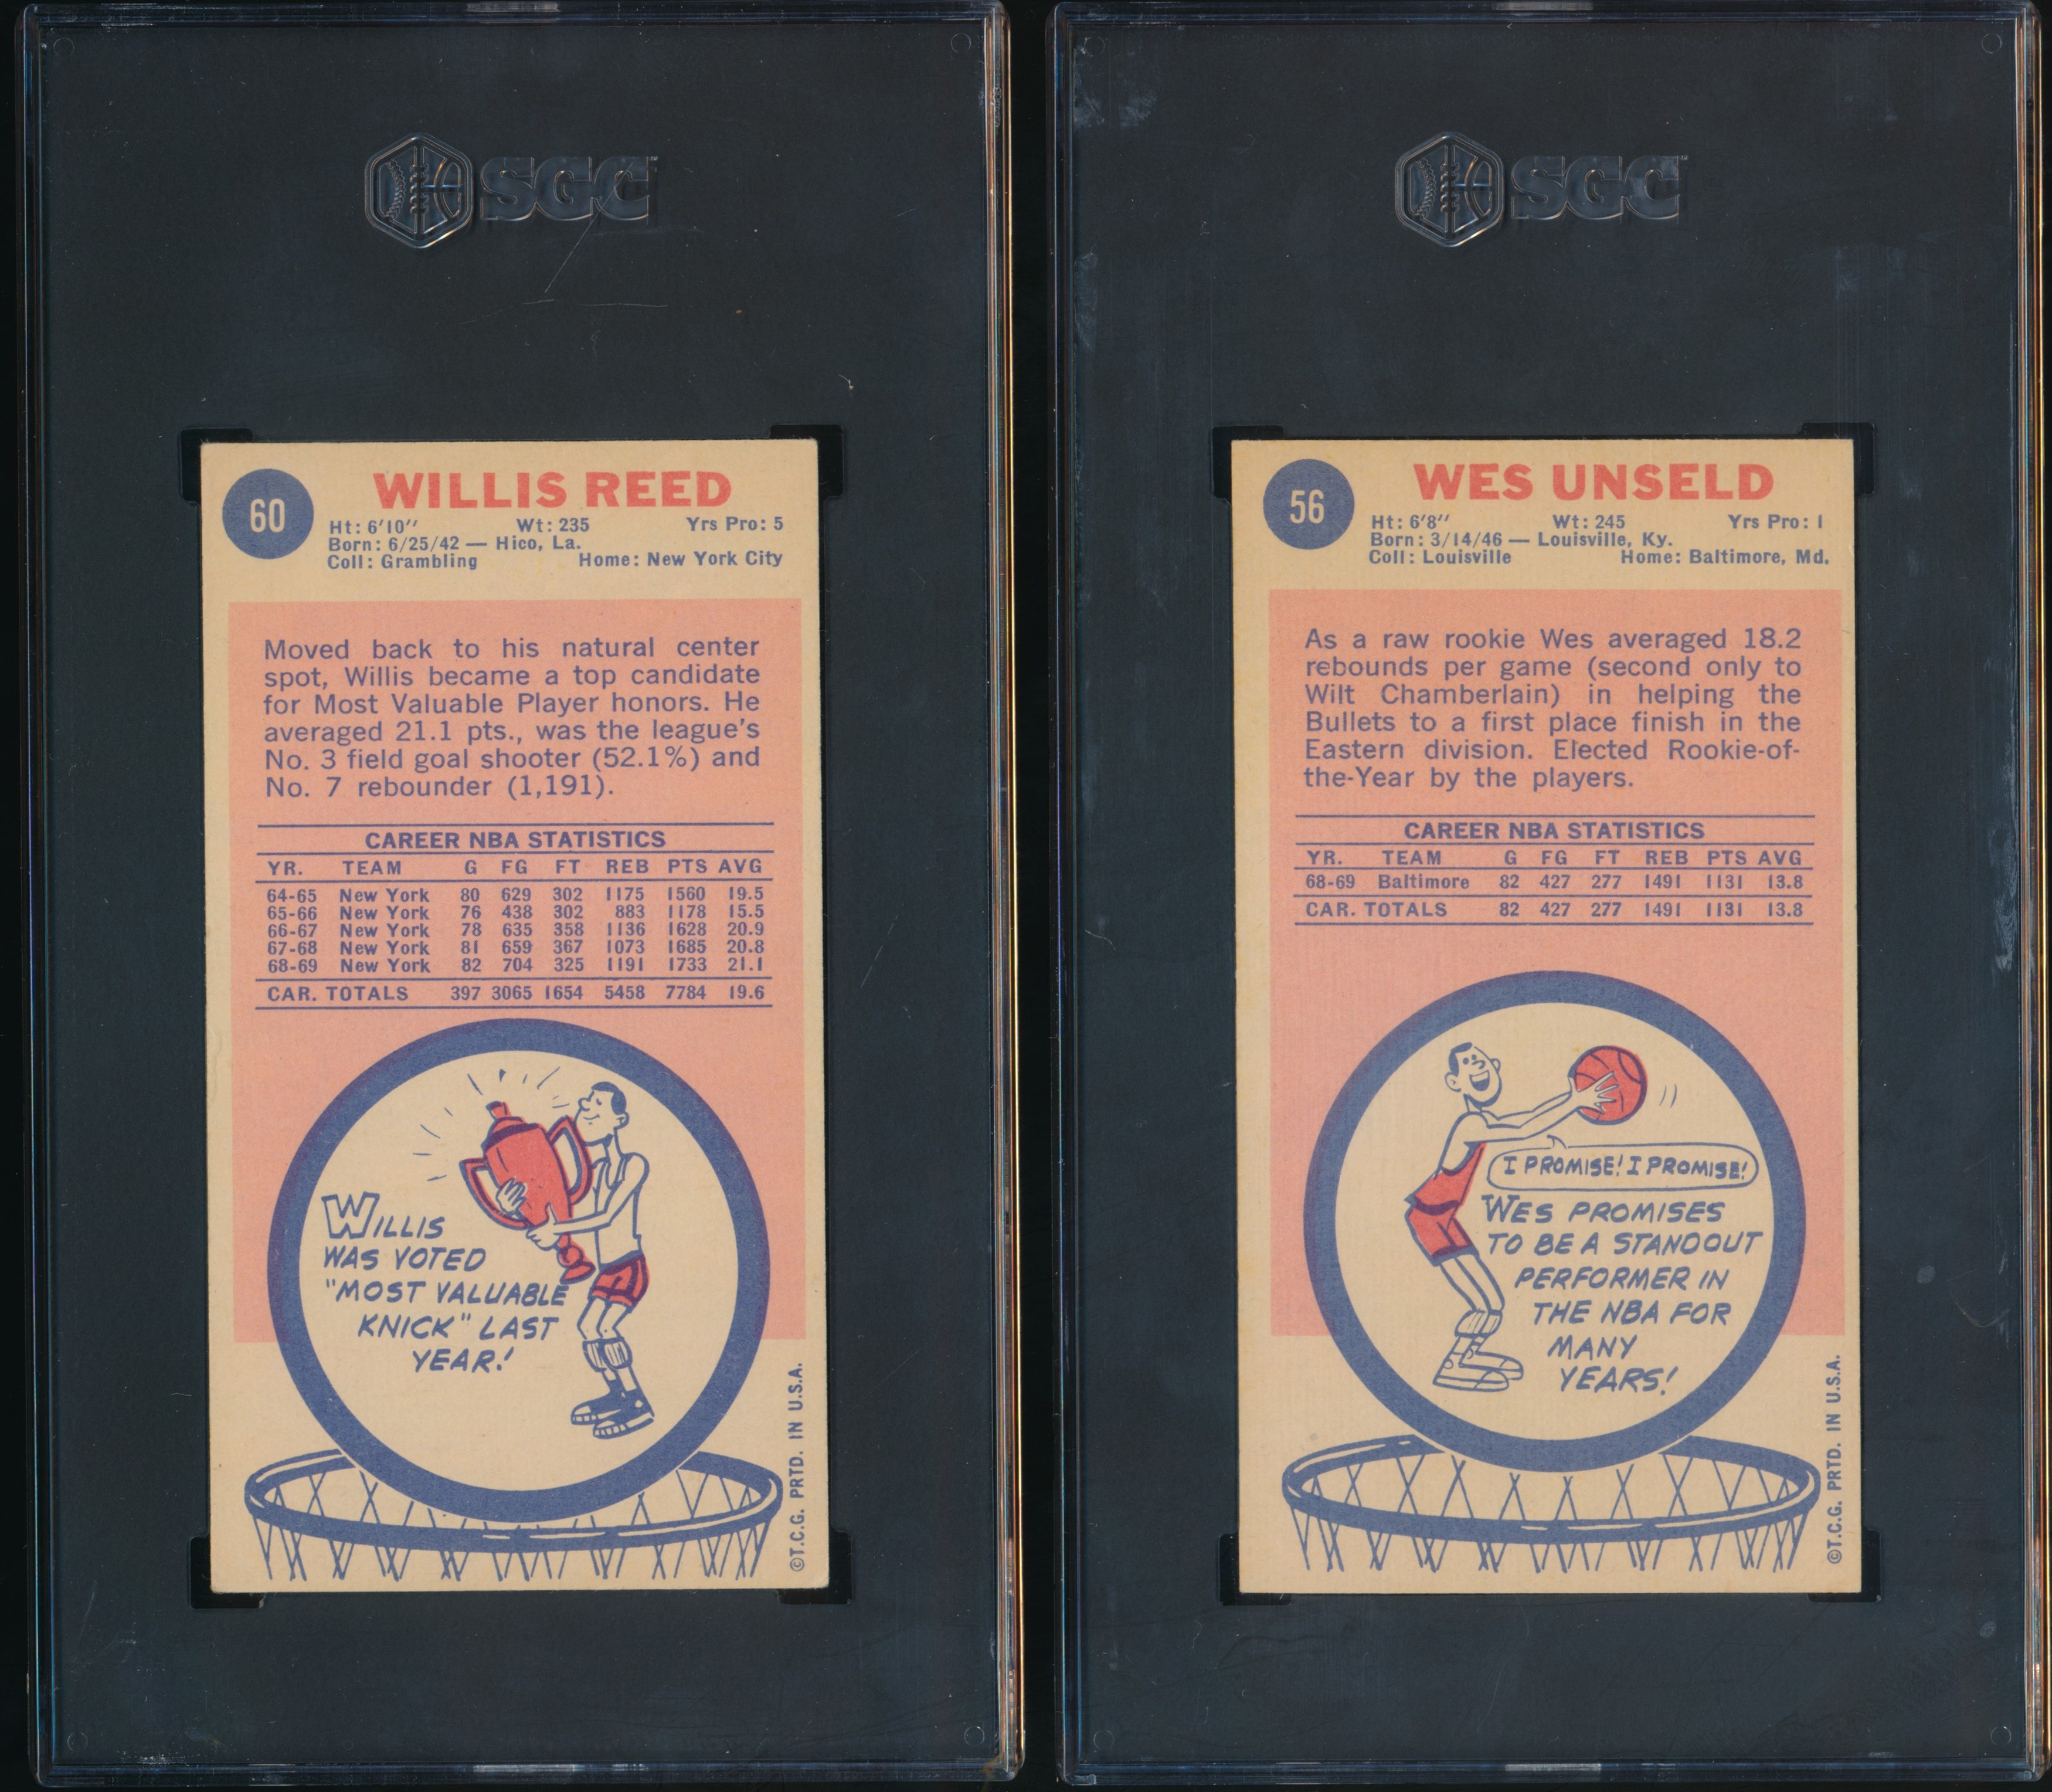 SGC
60
WILLIS REED
Ht: 6'10" Wt: 235 Yrs Pro: 5
Born: 6/25/42 — Hico, La.
Coll: Grambling Home: New York City
Moved back to his natural center
spot, Willis became a top candidate
for Most Valuable Player honors. He
averaged 21.1 pts., was the league's
No. 3 field goal shooter (52.1%) and
No. 7 rebounder (1,191).
CAREER NBA STATISTICS
YR. TEAM G FG FT REB PTS AVG
64-65 New York 80 629 302 1175 1560 19.5
65-66 New York 76 438 302 883 1178 15.5
66-67 New York 78 635 358 1136 1628 20.9
67-68 New York 81 659 367 1073 1685 20.8
68-69 New York 82 704 325 1191 1733 21.1
CAR. TOTALS 397 3065 1654 5458 7784 19.6
WILLIS
WAS VOTED
"MOST VALUABLE
KNICK" LAST
YEAR!
©T.C.G. PRTD. IN U.S.A.
SGC
56
WES UNSELD
Ht: 6'8" Wt: 245 Yrs Pro: 1
Born: 3/14/46 — Louisville, Ky.
Coll: Louisville Home: Baltimore, Md.
As a raw rookie Wes averaged 18.2
rebounds per game (second only to
Wilt Chamberlain) in helping the
Bullets to a first place finish in the
Eastern division. Elected Rookie-of-
the-Year by the players.
CAREER NBA STATISTICS
YR. TEAM G FG FT REB PTS AVG
68-69 Baltimore 82 427 277 1491 1131 13.8
CAR. TOTALS 82 427 277 1491 1131 13.8
I PROMISE! I PROMISE!
WES PROMISES
TO BE A STANDOUT
PERFORMER IN
THE NBA FOR
MANY
YEARS!
©T.C.G. PRTD. IN U.S.A.